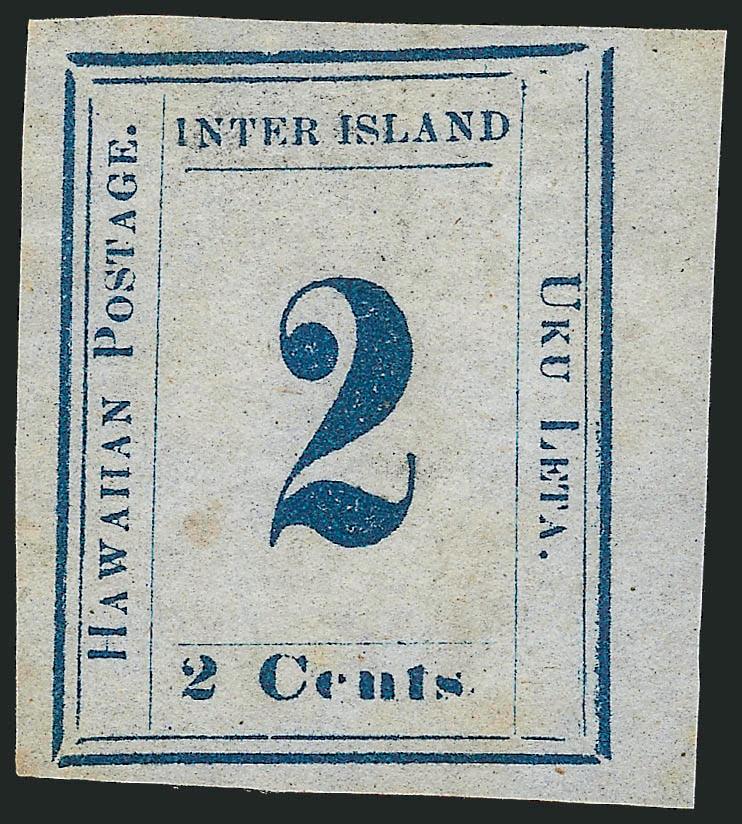 INTER ISLAND
HAWAIIAN POSTAGE.
2
UKU LETA.
2 Cents